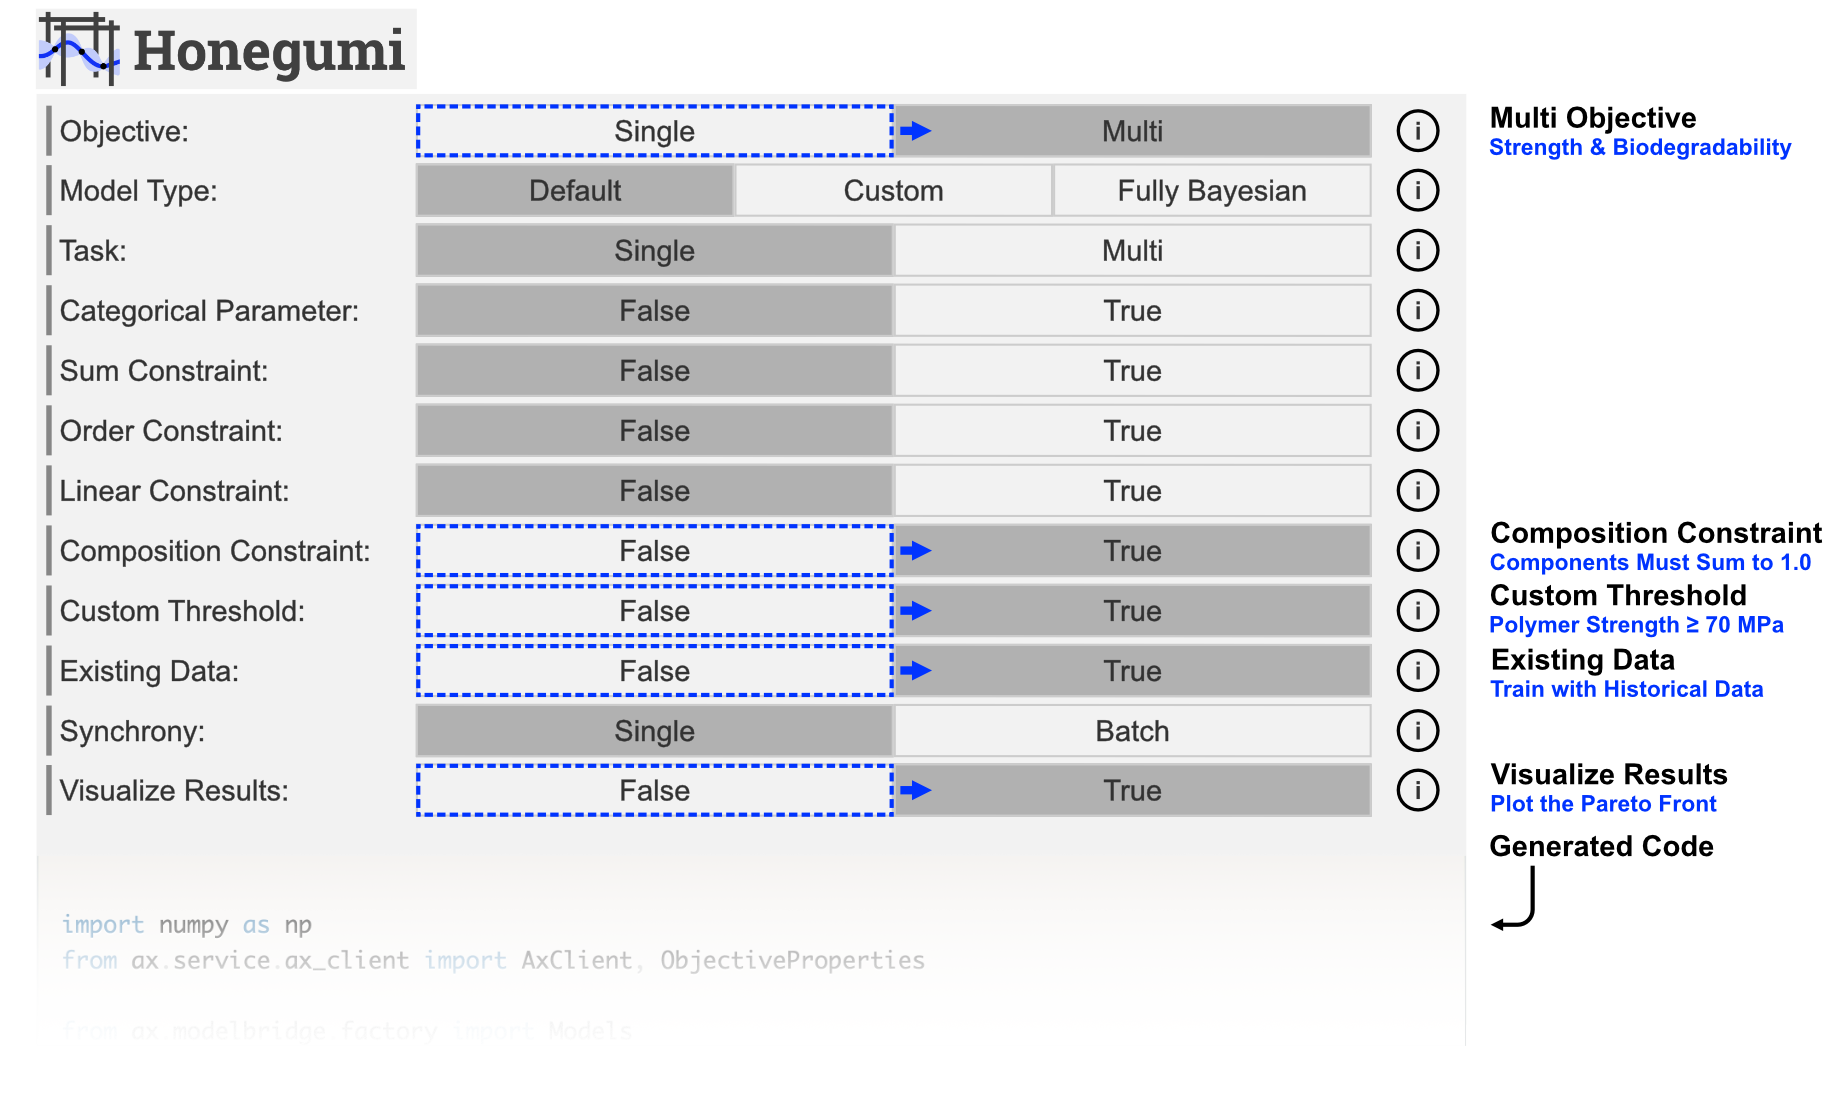 Honegumi
Objective: Single Multi
Multi Objective
Strength & Biodegradability
Model Type: Default Custom Fully Bayesian
Task: Single Multi
Categorical Parameter: False True
Sum Constraint: False True
Order Constraint: False True
Linear Constraint: False True
Composition Constraint: False True
Composition Constraint
Components Must Sum to 1.0
Custom Threshold: False True
Custom Threshold
Polymer Strength ≥ 70 MPa
Existing Data: False True
Existing Data
Train with Historical Data
Synchrony: Single Batch
Visualize Results: False True
Visualize Results
Plot the Pareto Front
Generated Code
import numpy as np
from ax.service.ax_client import AxClient, ObjectiveProperties
from ax.modelbridge.factory import Models